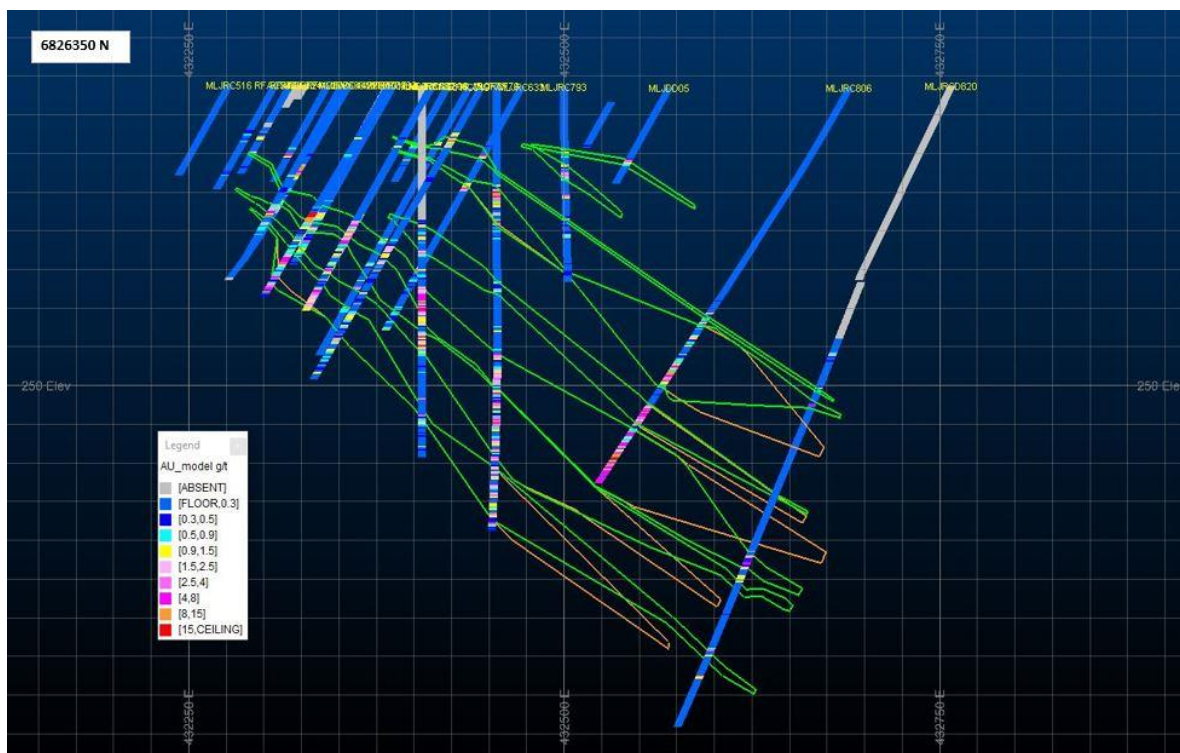 6826350 N
432250 E
432500 E
432750 E
MLJRC516
MLJRC793
MLJDD05
MLJRC806
MLJRCD820
250 Elev
250 Ele
Legend
AU_model g/t
[ABSENT]
[FLOOR,0.3]
[0.3,0.5]
[0.5,0.9]
[0.9,1.5]
[1.5,2.5]
[2.5,4]
[4,8]
[8,15]
[15,CEILING]
432250 E
432500 E
432750 E